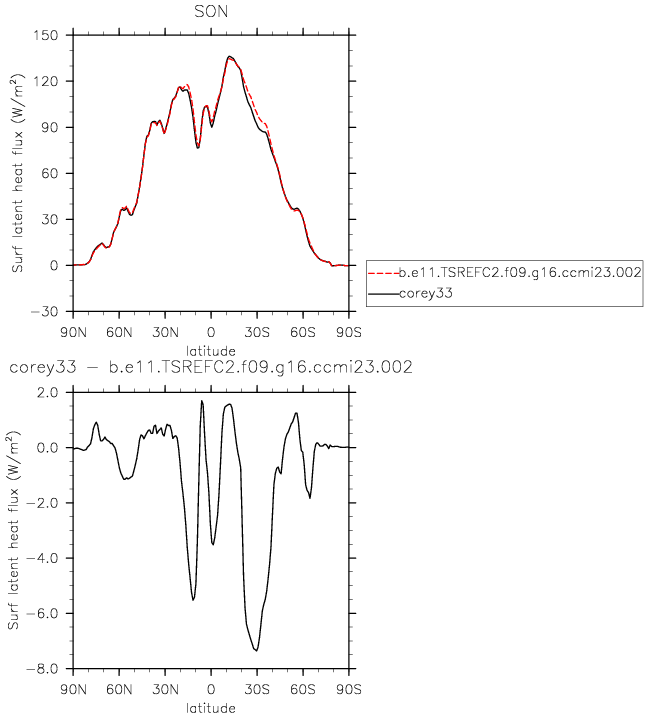 SON
Surf latent heat flux (W/m²)
150
120
90
60
30
0
−30
90N 60N 30N 0 30S 60S 90S
latitude
b.e11.TSREFC2.f09.g16.ccmi23.002
corey33
corey33 − b.e11.TSREFC2.f09.g16.ccmi23.002
Surf latent heat flux (W/m²)
2.0
0.0
−2.0
−4.0
−6.0
−8.0
90N 60N 30N 0 30S 60S 90S
latitude